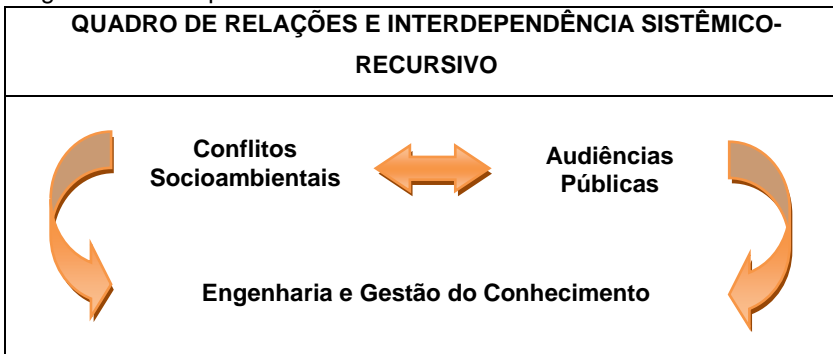 QUADRO DE RELAÇÕES E INTERDEPENDÊNCIA SISTÊMICO-
RECURSIVO
Conflitos
Socioambientais
Audiências
Públicas
Engenharia e Gestão do Conhecimento